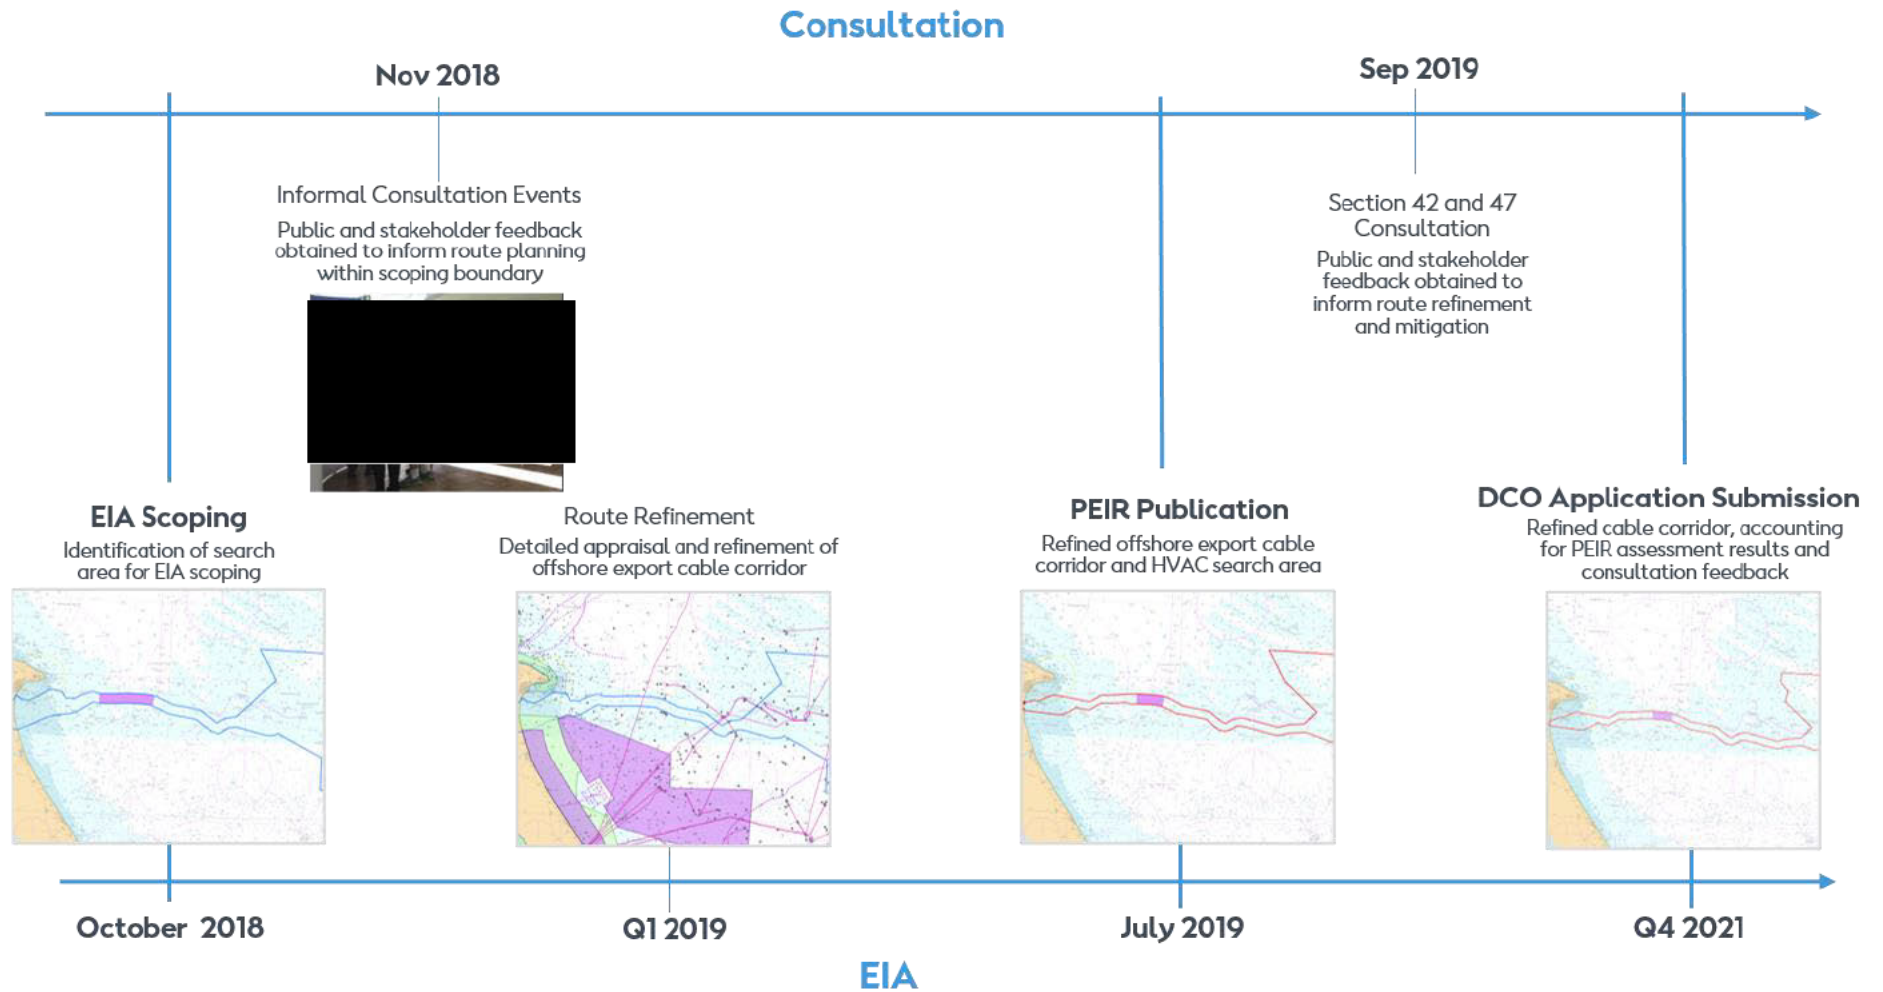 Consultation
Nov 2018
Sep 2019
Informal Consultation Events
Public and stakeholder feedback
obtained to inform route planning
within scoping boundary
Section 42 and 47
Consultation
Public and stakeholder
feedback obtained to
inform route refinement
and mitigation
EIA Scoping
Identification of search
area for EIA scoping
Route Refinement
Detailed appraisal and refinement of
offshore export cable corridor
PEIR Publication
Refined offshore export cable
corridor and HVAC search area
DCO Application Submission
Refined cable corridor, accounting
for PEIR assessment results and
consultation feedback
October 2018
Q1 2019
July 2019
Q4 2021
EIA